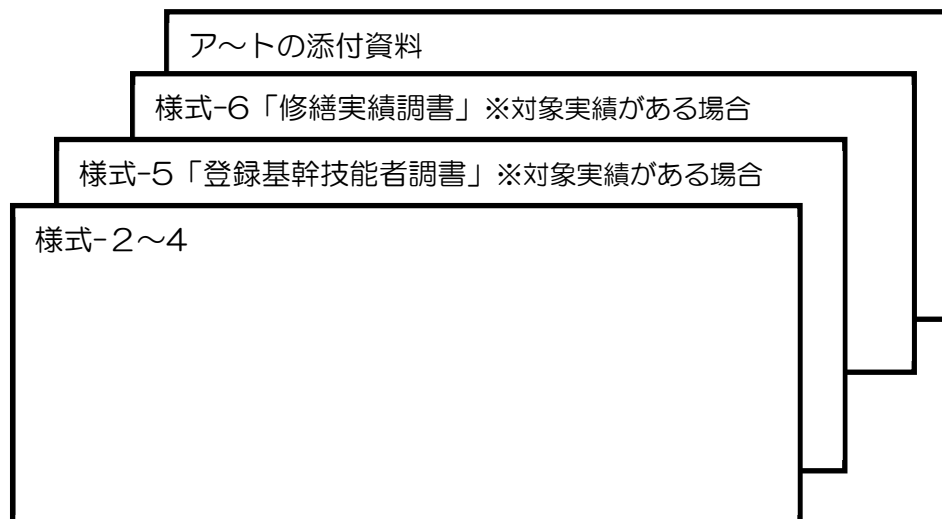 ア～トの添付資料
様式-6「修繕実績調書」※対象実績がある場合
様式-5「登録基幹技能者調書」※対象実績がある場合
様式-２～4